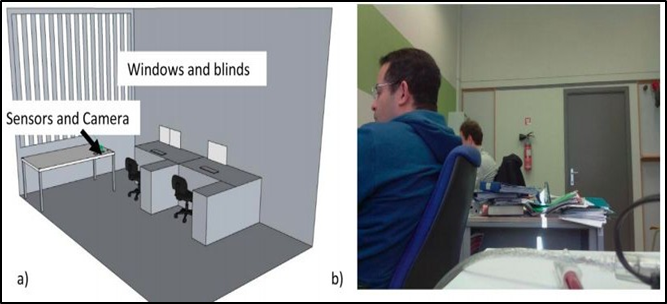 Windows and blinds
Sensors and Camera
a)
b)